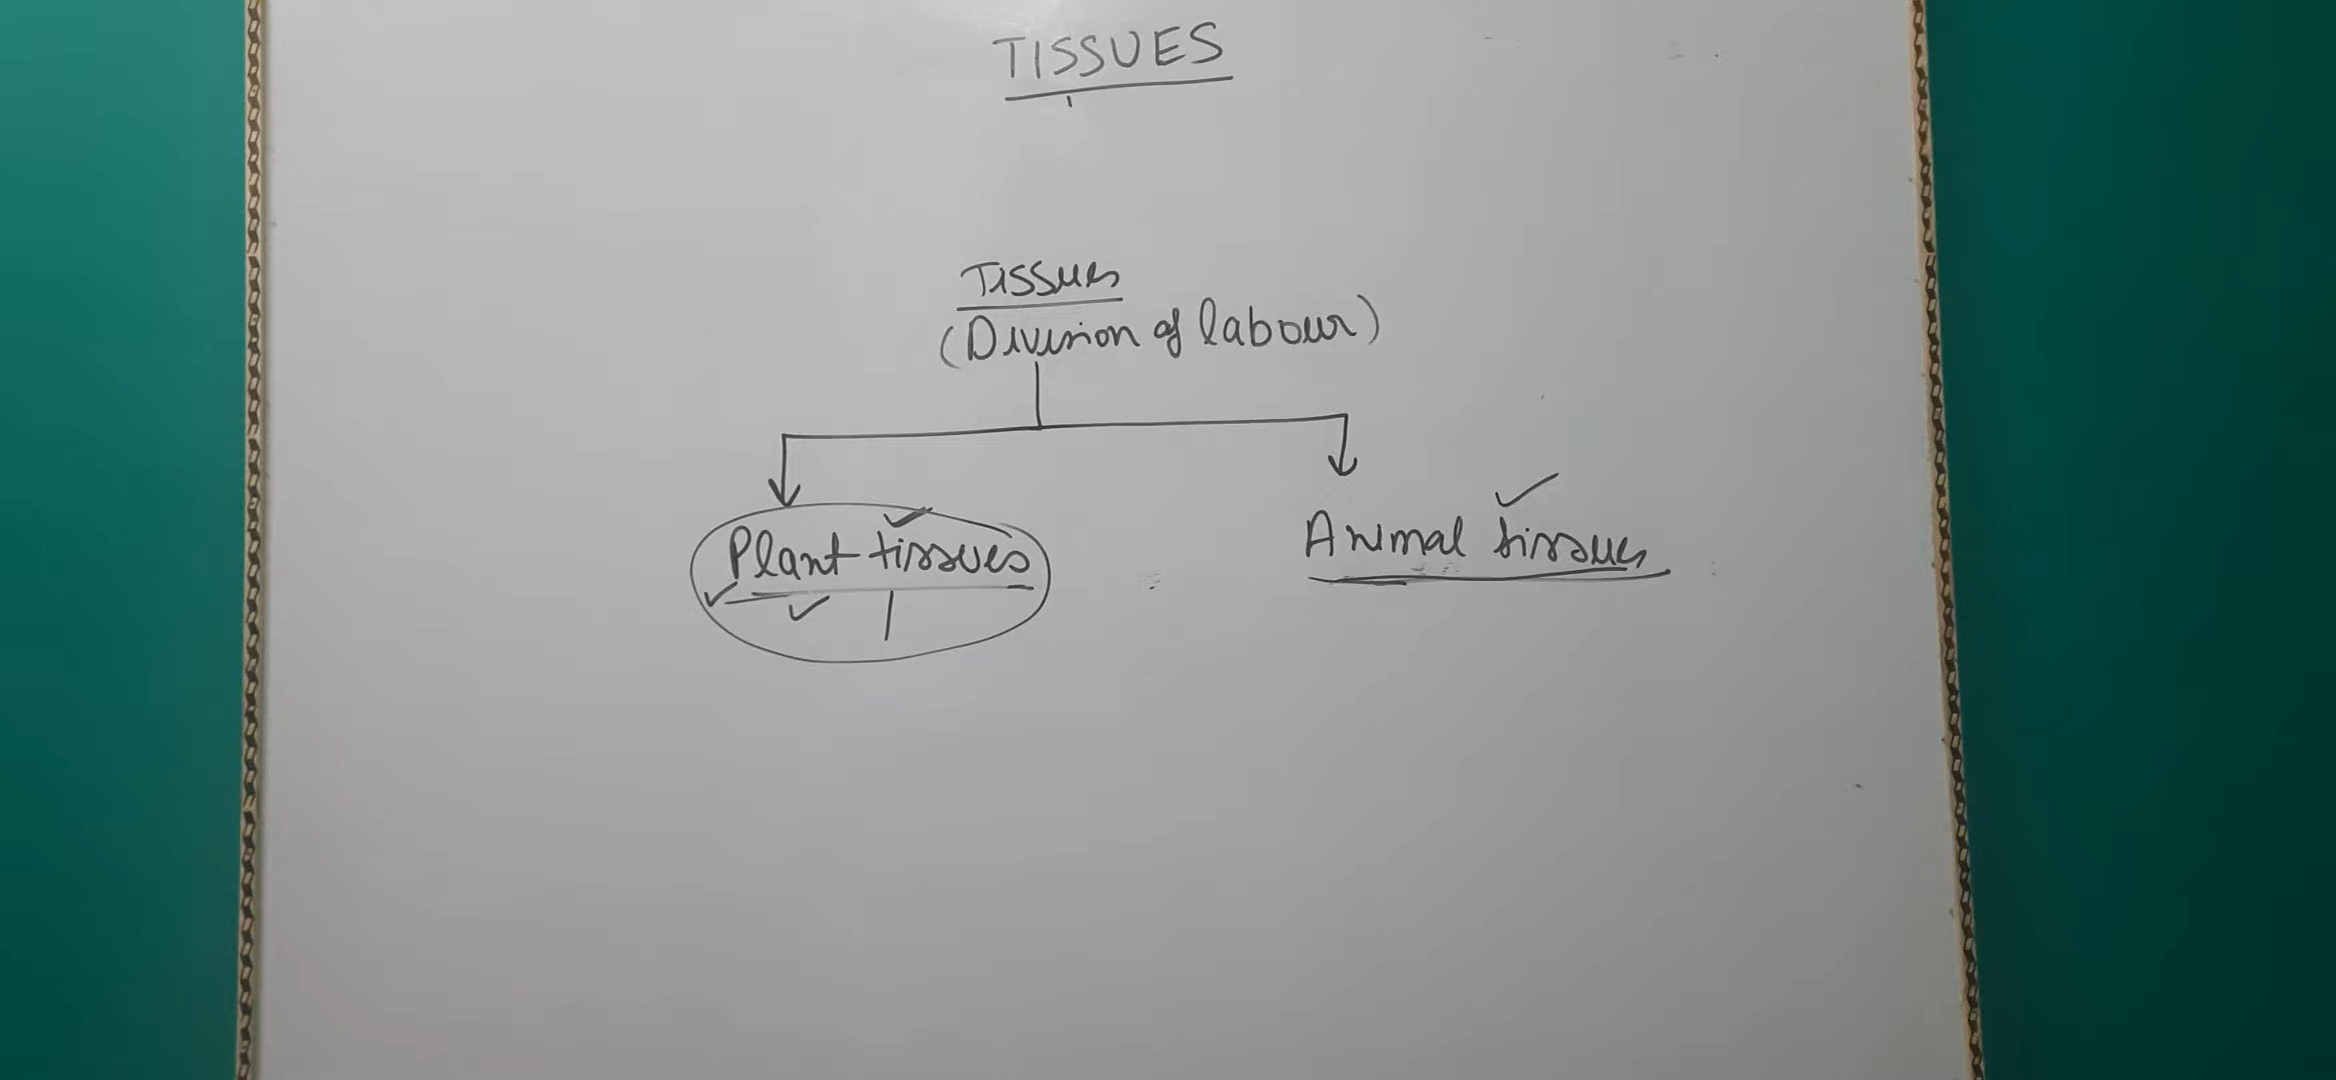 TISSUES
Tissues
(Division of labour)
Plant tissues
Animal tissues